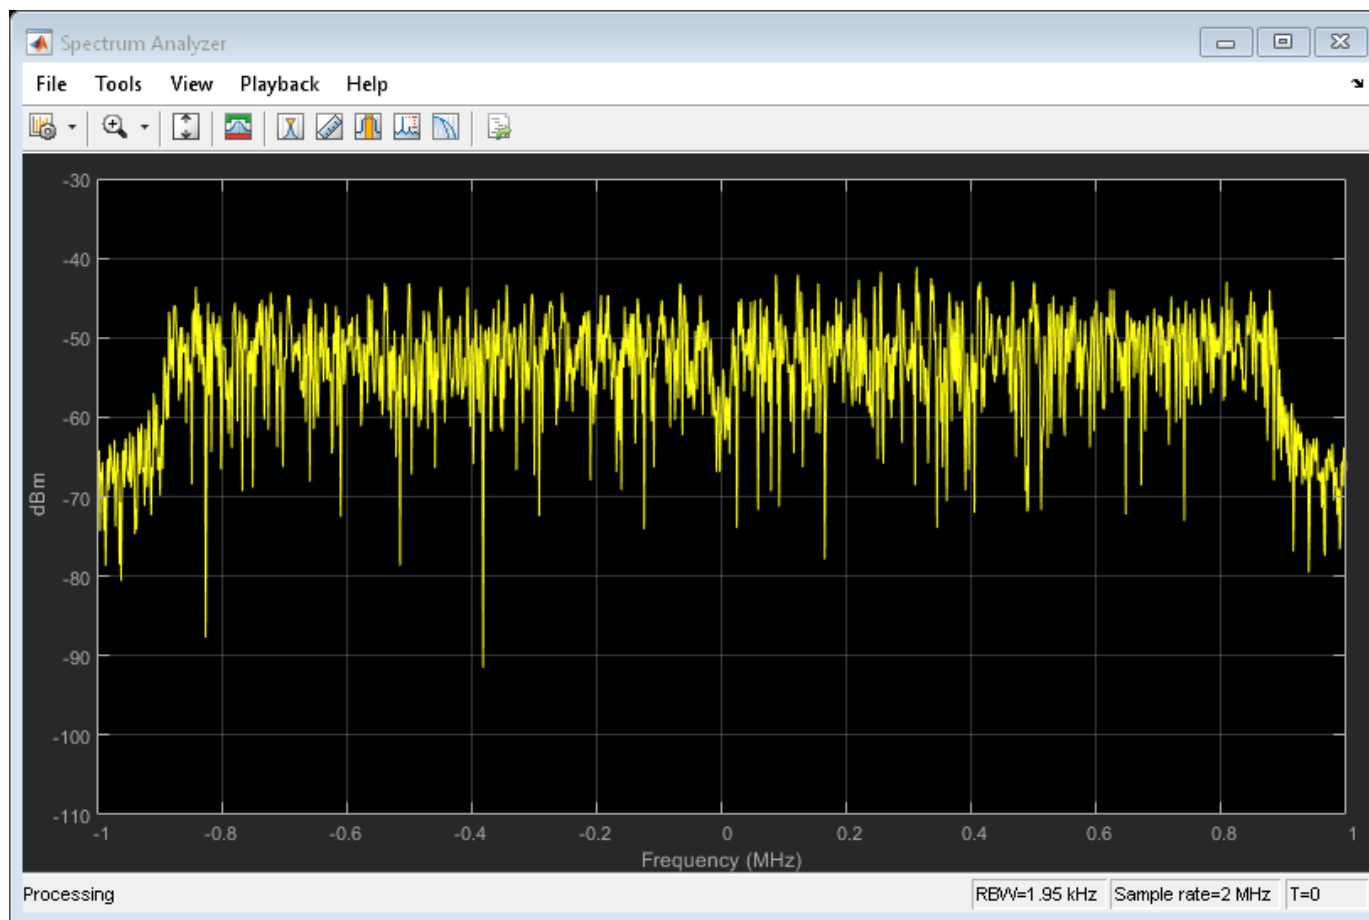 Spectrum Analyzer
File Tools View Playback Help
-30
-40
-50
-60
-70
-80
-90
-100
-110
dBm
-1 -0.8 -0.6 -0.4 -0.2 0 0.2 0.4 0.6 0.8 1
Frequency (MHz)
Processing RBW=1.95 kHz Sample rate=2 MHz T=0